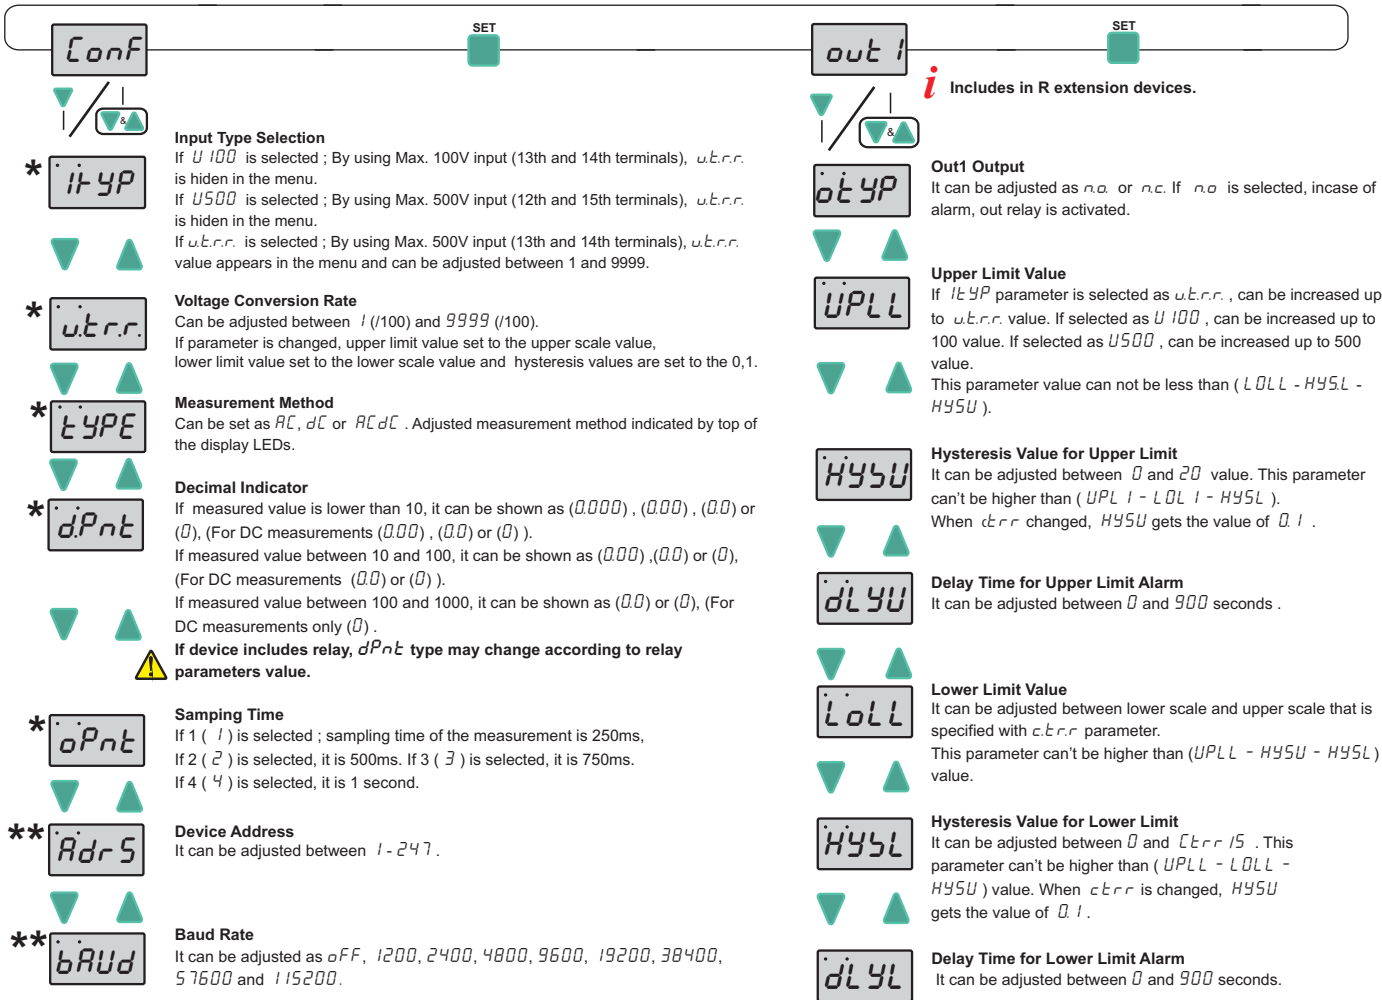 ConF
SET
&
Input Type Selection
* ItYP
If U 100 is selected ; By using Max. 100V input (13th and 14th terminals), u.t.r.r.
is hiden in the menu.
If U500 is selected ; By using Max. 500V input (12th and 15th terminals), u.t.r.r.
is hiden in the menu.
If u.t.r.r. is selected ; By using Max. 500V input (13th and 14th terminals), u.t.r.r.
value appears in the menu and can be adjusted between 1 and 9999.
Voltage Conversion Rate
* u.t.r.r.
Can be adjusted between 1 (/100) and 9999 (/100).
If parameter is changed, upper limit value set to the upper scale value,
lower limit value set to the lower scale value and hysteresis values are set to the 0,1.
Measurement Method
* tYPE
Can be set as AC, dC or ACdC . Adjusted measurement method indicated by top of
the display LEDs.
Decimal Indicator
* d.Pnt
If measured value is lower than 10, it can be shown as (0.000) , (0.00) , (0.0) or
(0), (For DC measurements (0.00) , (0.0) or (0) ).
If measured value between 10 and 100, it can be shown as (0.00) ,(0.0) or (0),
(For DC measurements (0.0) or (0) ).
If measured value between 100 and 1000, it can be shown as (0.0) or (0), (For
DC measurements only (0) .
If device includes relay, dPnt type may change according to relay
parameters value.
Samping Time
* oPnt
If 1 ( 1 ) is selected ; sampling time of the measurement is 250ms,
If 2 ( 2 ) is selected, it is 500ms. If 3 ( 3 ) is selected, it is 750ms.
If 4 ( 4 ) is selected, it is 1 second.
Device Address
** AdrS
It can be adjusted between 1 - 247 .
Baud Rate
** bAUd
It can be adjusted as oFF, 1200, 2400, 4800, 9600, 19200, 38400,
57600 and 115200.
out 1
SET
i Includes in R extension devices.
&
Out1 Output
otYP
It can be adjusted as n.o. or n.c. If n.o is selected, incase of
alarm, out relay is activated.
Upper Limit Value
UPLL
If ItYP parameter is selected as u.t.r.r. , can be increased up
to u.t.r.r. value. If selected as U 100 , can be increased up to
100 value. If selected as U500 , can be increased up to 500
value.
This parameter value can not be less than ( LOLL - HYS.L -
HYSU ).
Hysteresis Value for Upper Limit
HYSU
It can be adjusted between 0 and 20 value. This parameter
can't be higher than ( UPL 1 - LOL 1 - HYSL ).
When ctrr changed, HYSU gets the value of 0.1 .
Delay Time for Upper Limit Alarm
dLYU
It can be adjusted between 0 and 900 seconds .
Lower Limit Value
LoLL
It can be adjusted between lower scale and upper scale that is
specified with c.t.r.r parameter.
This parameter can't be higher than (UPLL - HYSU - HYSL)
value.
Hysteresis Value for Lower Limit
HYSL
It can be adjusted between 0 and Ctrr /5 . This
parameter can't be higher than ( UPLL - LOLL -
HYSU ) value. When ctrr is changed, HYSU
gets the value of 0.1 .
Delay Time for Lower Limit Alarm
dLYL
It can be adjusted between 0 and 900 seconds.